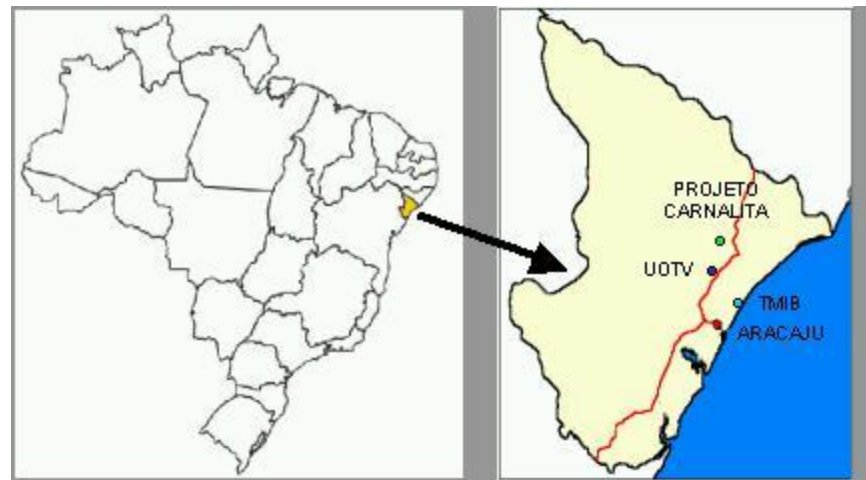 PROJETO
CARNALITA
UOTV
TMIB
ARACAJU